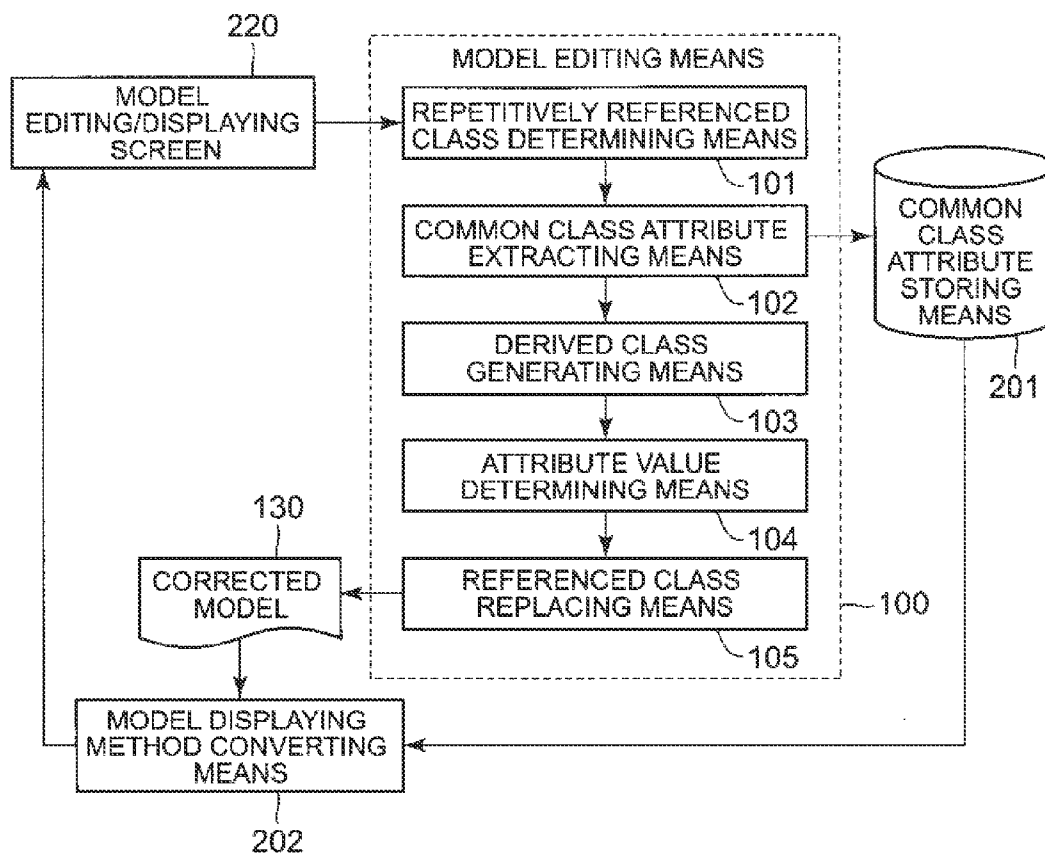 220
MODEL
EDITING/DISPLAYING
SCREEN
MODEL EDITING MEANS
REPETITIVELY REFERENCED
CLASS DETERMINING MEANS
101
COMMON CLASS ATTRIBUTE
EXTRACTING MEANS
102
COMMON
CLASS
ATTRIBUTE
STORING
MEANS
201
DERIVED CLASS
GENERATING MEANS
103
ATTRIBUTE VALUE
DETERMINING MEANS
104
130
CORRECTED
MODEL
REFERENCED CLASS
REPLACING MEANS
105
100
MODEL DISPLAYING
METHOD CONVERTING
MEANS
202